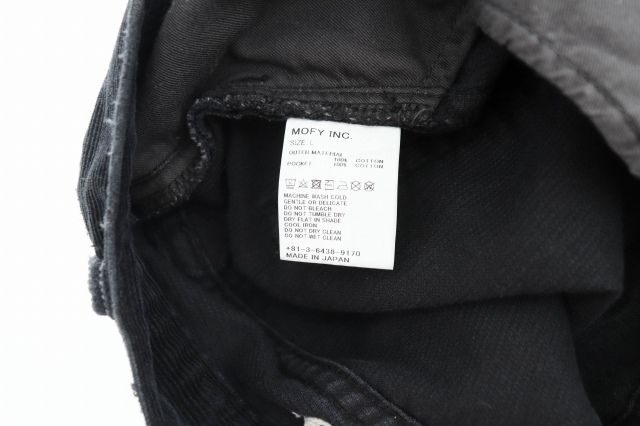 MOFY INC.
SIZE: L
OUTER MATERIAL
100% COTTON
POCKET 100% COTTON
MACHINE WASH COLD
GENTLE OR DELICATE
DO NOT BLEACH
DO NOT TUMBLE DRY
DRY FLAT IN SHADE
COOL IRON
DO NOT DRY CLEAN
DO NOT WET CLEAN
+81-3-6438-9170
MADE IN JAPAN